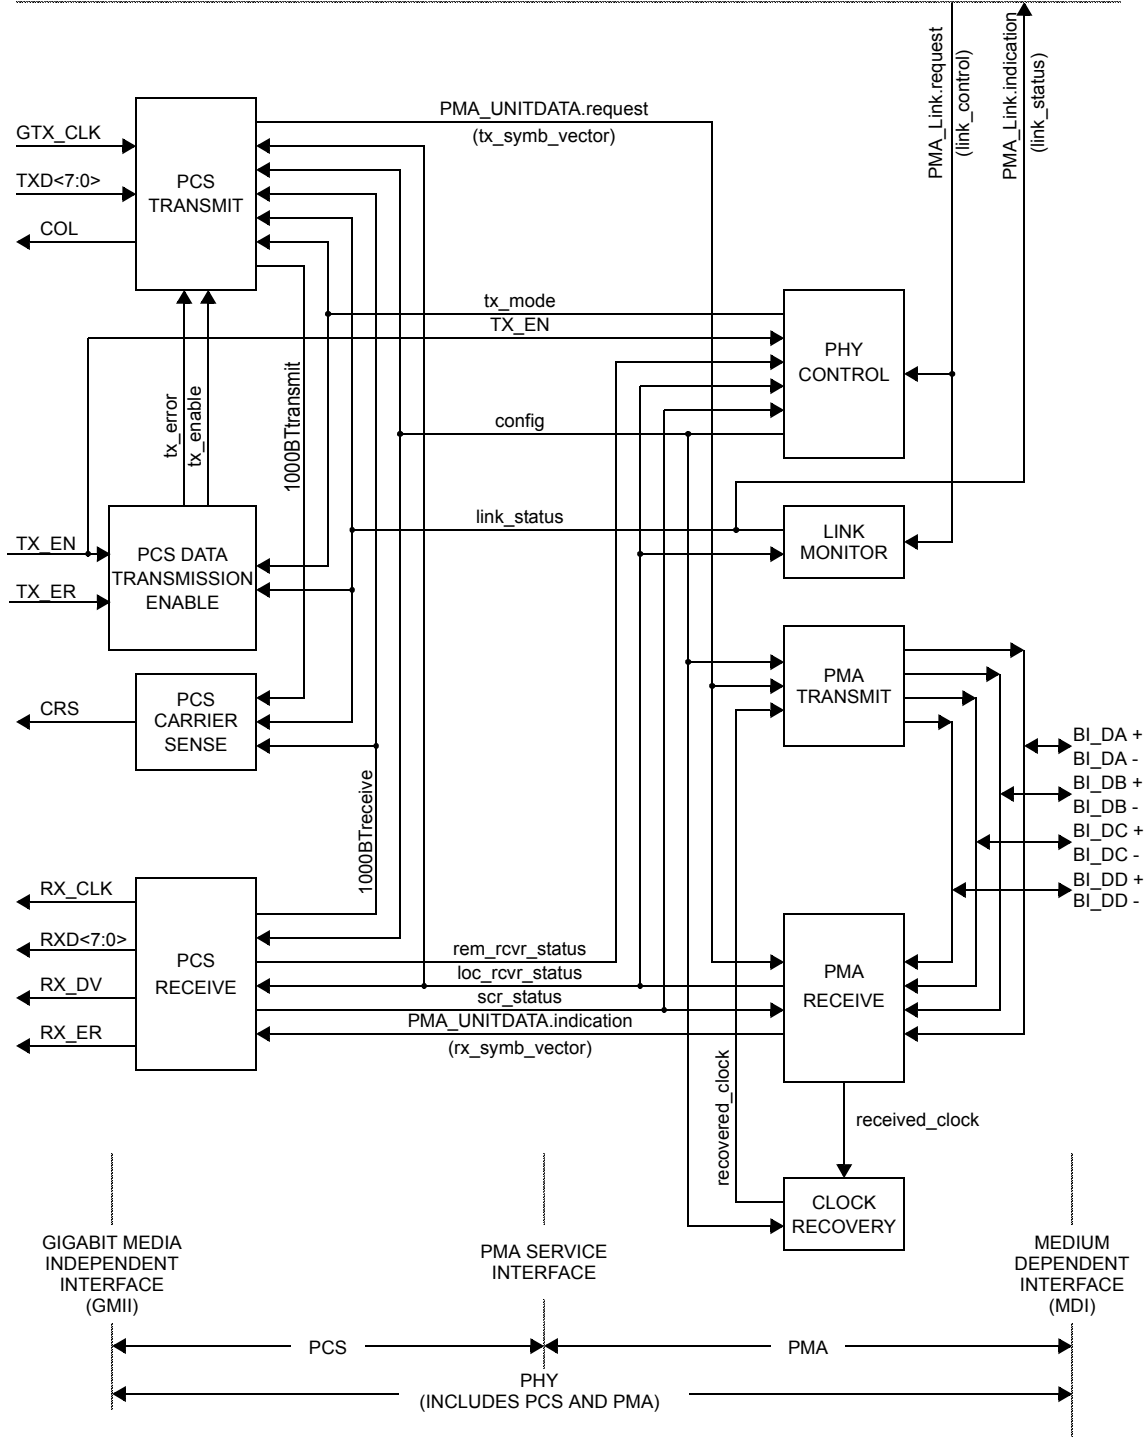 PMA_Link.request
(link_control)
PMA_Link.indication
(link_status)
PMA_UNITDATA.request
(tx_symb_vector)
GTX_CLK
TXD<7:0>
COL
PCS
TRANSMIT
tx_mode
TX_EN
PHY
CONTROL
tx_error
tx_enable
1000BTtransmit
config
link_status
LINK
MONITOR
TX_EN
TX_ER
PCS DATA
TRANSMISSION
ENABLE
PMA
TRANSMIT
CRS
PCS
CARRIER
SENSE
BI_DA +
BI_DA -
BI_DB +
BI_DB -
BI_DC +
BI_DC -
BI_DD +
BI_DD -
1000BTreceive
RX_CLK
RXD<7:0>
RX_DV
RX_ER
PCS
RECEIVE
rem_rcvr_status
loc_rcvr_status
scr_status
PMA_UNITDATA.indication
(rx_symb_vector)
PMA
RECEIVE
recovered_clock
received_clock
CLOCK
RECOVERY
GIGABIT MEDIA
INDEPENDENT
INTERFACE
(GMII)
PMA SERVICE
INTERFACE
MEDIUM
DEPENDENT
INTERFACE
(MDI)
PCS
PMA
PHY
(INCLUDES PCS AND PMA)